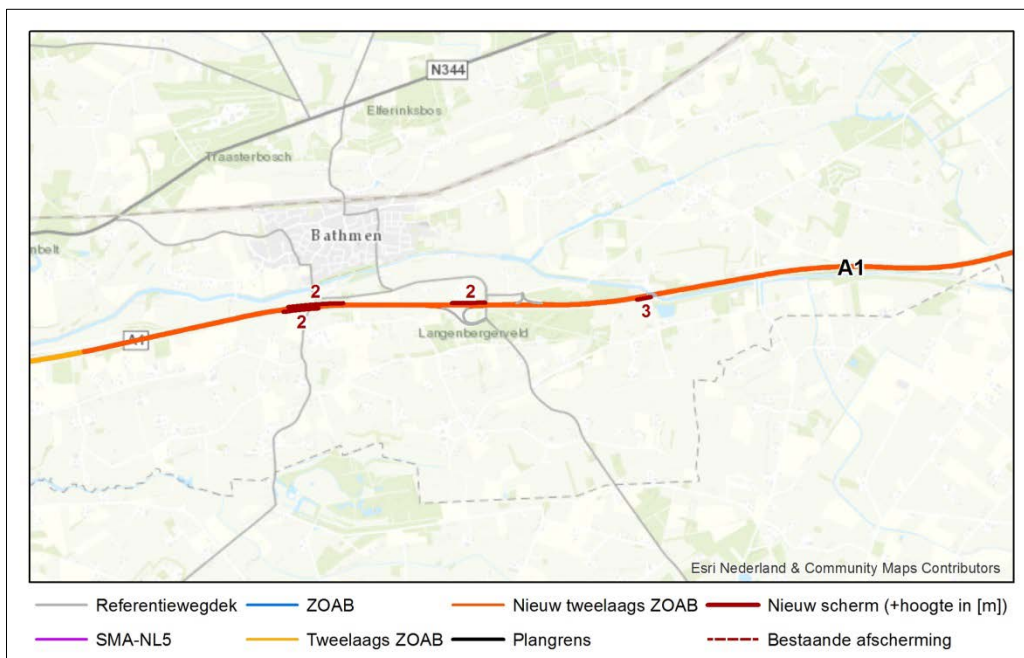 N344
Elferinksbos
Traasterbosch
Bathmen
nbelt
A1
2
2
3
2
Langenbergerveld
A1
Esri Nederland & Community Maps Contributors
Referentiewegdek ZOAB Nieuw tweelaags ZOAB Nieuw scherm (+hoogte in [m])
SMA-NL5 Tweelaags ZOAB Plangrens Bestaande afscherming